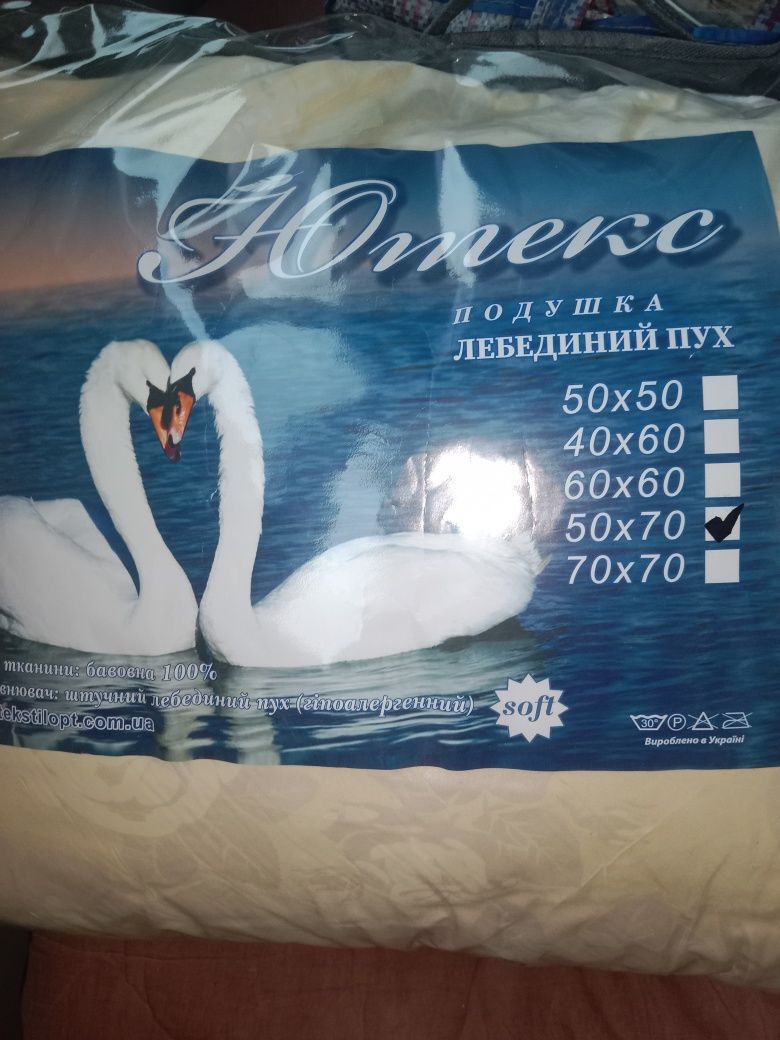 Ютекс
ПОДУШКА
ЛЕБЕДИНИЙ ПУХ
50x50
40x60
60x60
50x70
70x70
тканини: бавовна 100%
внювач: штучний лебединий пух (гіпоалергенний)
tekstilopt.com.ua
soft
30° P
Вироблено в Україні